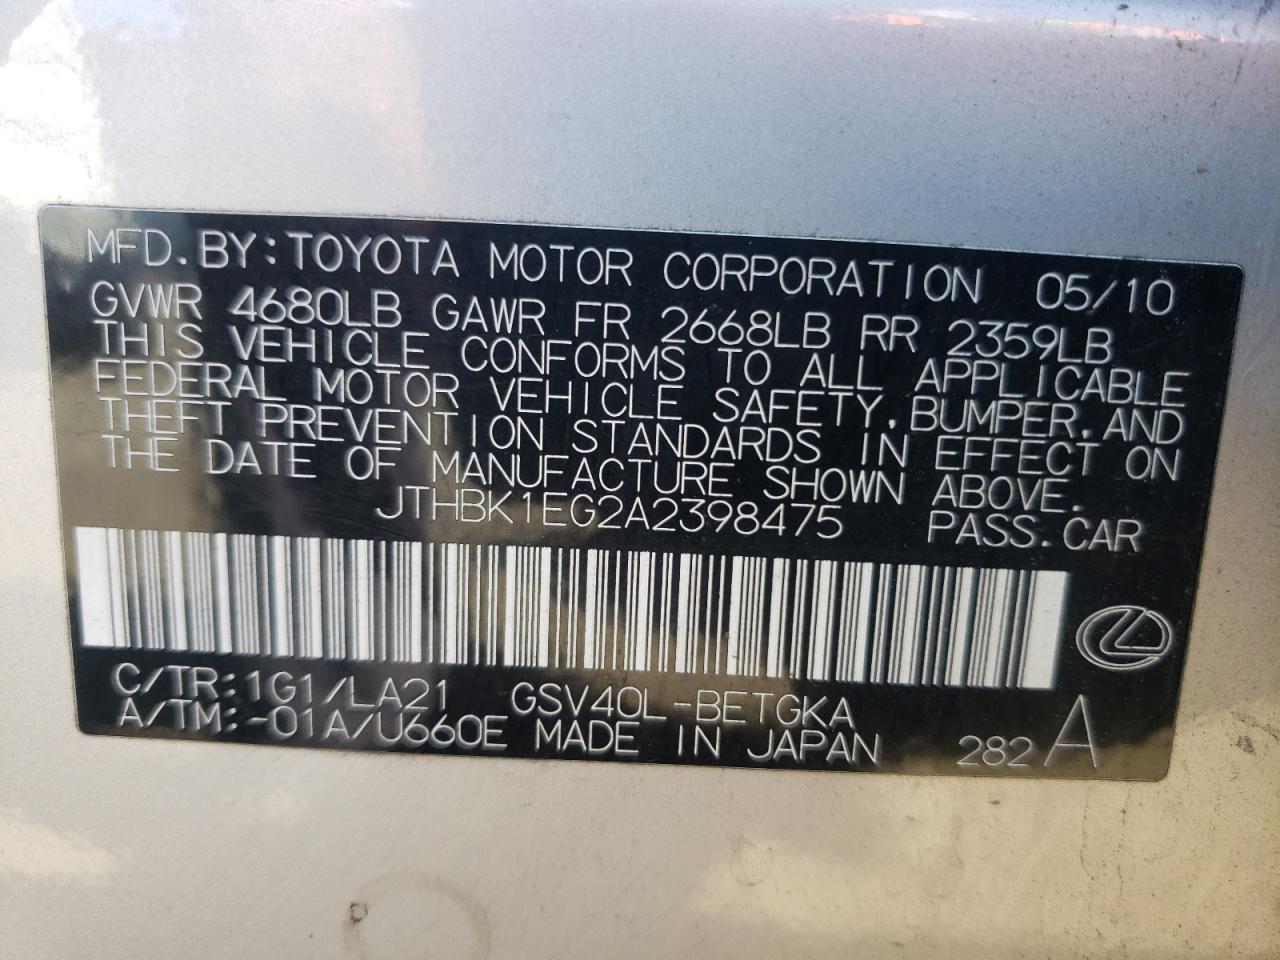 MFD.BY:TOYOTA MOTOR CORPORATION 05/10
GVWR 4680LB GAWR FR 2668LB RR 2359LB
THIS VEHICLE CONFORMS TO ALL APPLICABLE
FEDERAL MOTOR VEHICLE SAFETY,BUMPER,AND
THEFT PREVENTION STANDARDS IN EFFECT ON
THE DATE OF MANUFACTURE SHOWN ABOVE.
JTHBK1EG2A2398475 PASS.CAR
C/TR:1G1/LA21 GSV40L-BETGKA
A/TM:-01A/U660E MADE IN JAPAN 282 A